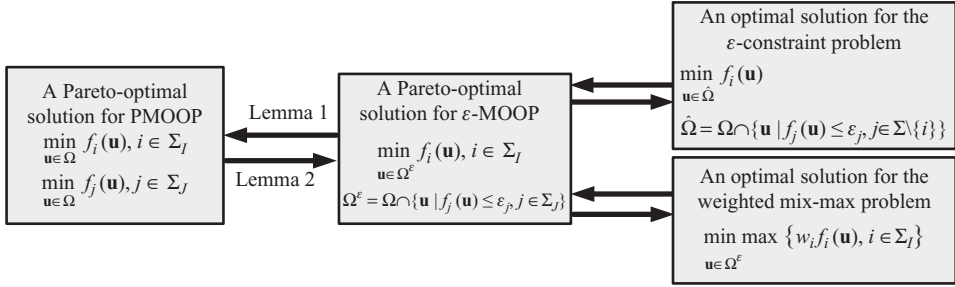 A Pareto-optimal
solution for PMOOP
min f_i(𝐮), i ∈ Σ_I
𝐮∈Ω
min f_j(𝐮), j ∈ Σ_J
𝐮∈Ω
Lemma 1
Lemma 2
A Pareto-optimal
solution for ε-MOOP
min f_i(𝐮), i ∈ Σ_I
𝐮∈Ω^ε
Ω^ε = Ω∩{𝐮 | f_j(𝐮) ≤ ε_j, j∈Σ_J}
An optimal solution for the
ε-constraint problem
min f_i(𝐮)
𝐮∈Ω̂
Ω̂ = Ω∩{𝐮 | f_j(𝐮) ≤ ε_j, j∈Σ\{i}}
An optimal solution for the
weighted mix-max problem
min max {w_i f_i(𝐮), i ∈Σ_I}
𝐮∈Ω^ε